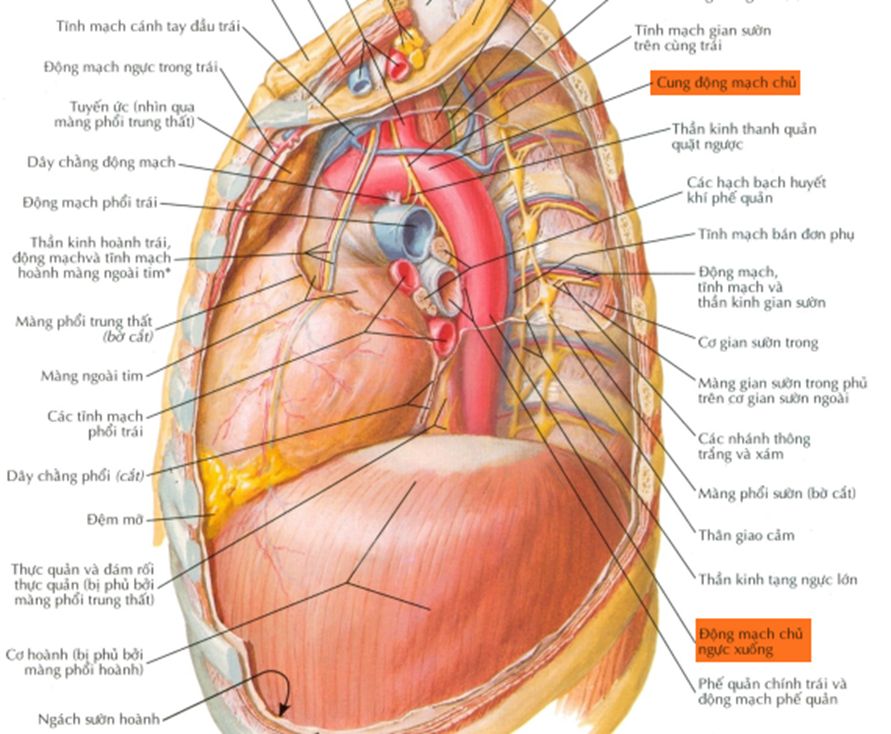 Tĩnh mạch cánh tay đầu trái
Động mạch ngực trong trái
Tuyến ức (nhìn qua
màng phổi trung thất)
Dây chằng động mạch
Động mạch phổi trái
Thần kinh hoành trái,
động mạchvà tĩnh mạch
hoành màng ngoài tim*
Màng phổi trung thất
(bờ cắt)
Màng ngoài tim
Các tĩnh mạch
phổi trái
Dây chằng phổi (cắt)
Đệm mỡ
Thực quản và đám rối
thực quản (bị phủ bởi
màng phổi trung thất)
Cơ hoành (bị phủ bởi
màng phổi hoành)
Ngách sườn hoành
Tĩnh mạch gian sườn
trên cùng trái
Cung động mạch chủ
Thần kinh thanh quản
quặt ngược
Các hạch bạch huyết
khí phế quản
Tĩnh mạch bán đơn phụ
Động mạch,
tĩnh mạch và
thần kinh gian sườn
Cơ gian sườn trong
Màng gian sườn trong phủ
trên cơ gian sườn ngoài
Các nhánh thông
trắng và xám
Màng phổi sườn (bờ cắt)
Thân giao cảm
Thần kinh tạng ngực lớn
Động mạch chủ
ngực xuống
Phế quản chính trái và
động mạch phế quản